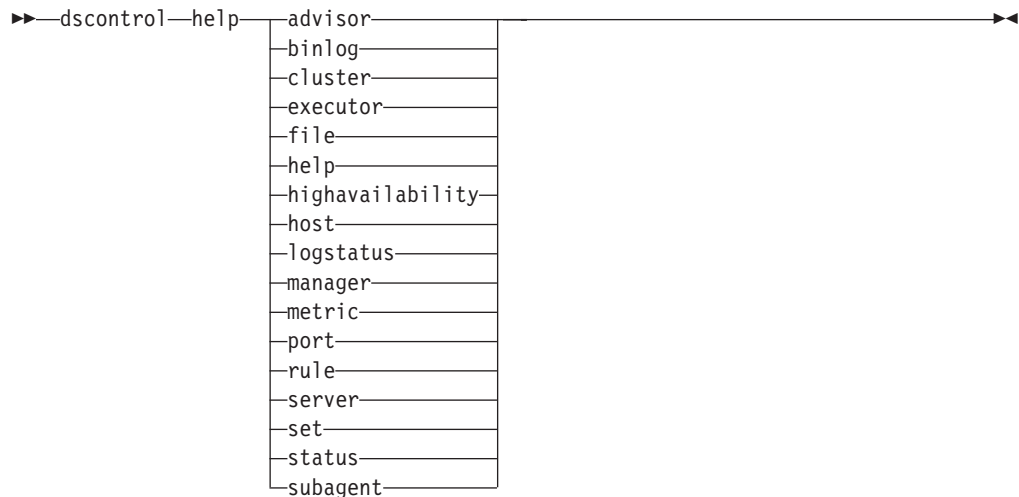 dscontrol help advisor
binlog
cluster
executor
file
help
highavailability
host
logstatus
manager
metric
port
rule
server
set
status
subagent